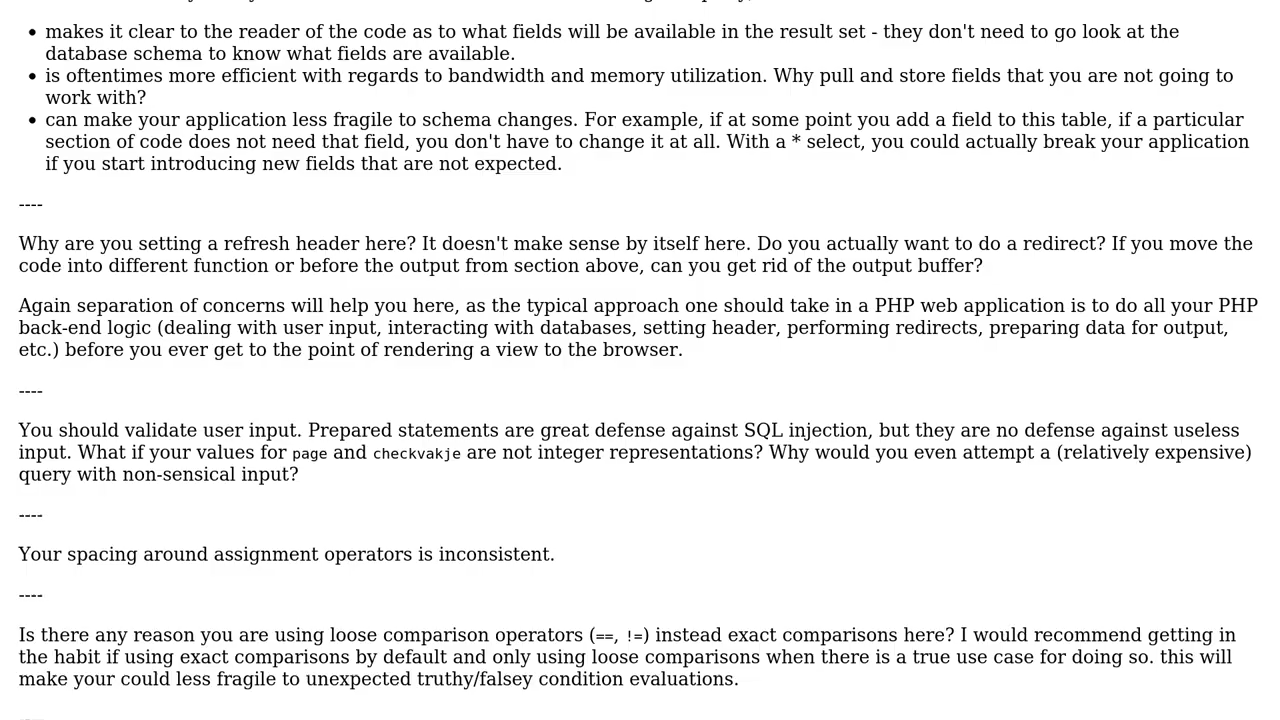 makes it clear to the reader of the code as to what fields will be available in the result set - they don't need to go look at the
database schema to know what fields are available.
is oftentimes more efficient with regards to bandwidth and memory utilization. Why pull and store fields that you are not going to
work with?
can make your application less fragile to schema changes. For example, if at some point you add a field to this table, if a particular
section of code does not need that field, you don't have to change it at all. With a * select, you could actually break your application
if you start introducing new fields that are not expected.
----
Why are you setting a refresh header here? It doesn't make sense by itself here. Do you actually want to do a redirect? If you move the
code into different function or before the output from section above, can you get rid of the output buffer?
Again separation of concerns will help you here, as the typical approach one should take in a PHP web application is to do all your PHP
back-end logic (dealing with user input, interacting with databases, setting header, performing redirects, preparing data for output,
etc.) before you ever get to the point of rendering a view to the browser.
----
You should validate user input. Prepared statements are great defense against SQL injection, but they are no defense against useless
input. What if your values for page and checkvakje are not integer representations? Why would you even attempt a (relatively expensive)
query with non-sensical input?
----
Your spacing around assignment operators is inconsistent.
----
Is there any reason you are using loose comparison operators (==, !=) instead exact comparisons here? I would recommend getting in
the habit if using exact comparisons by default and only using loose comparisons when there is a true use case for doing so. this will
make your could less fragile to unexpected truthy/falsey condition evaluations.